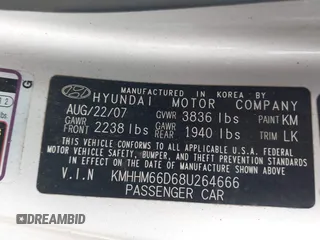 MANUFACTURED IN KOREA BY
HYUNDAI MOTOR COMPANY
AUG/22/07 GVWR 3836 lbs PAINT KM
GAWR FRONT 2238 lbs GAWR REAR 1940 lbs TRIM LK
THIS VEHICLE CONFORMS TO ALL APPLICABLE U.S.A. FEDERAL
MOTOR VEHICLE SAFETY, BUMPER, AND THEFT PREVENTION
STANDARDS IN EFFECT ON THE DATE OF MANUFACTURE SHOWN ABOVE.
V.I.N KMHHM66D68U264666
PASSENGER CAR
G
lbs.
DREAMBID